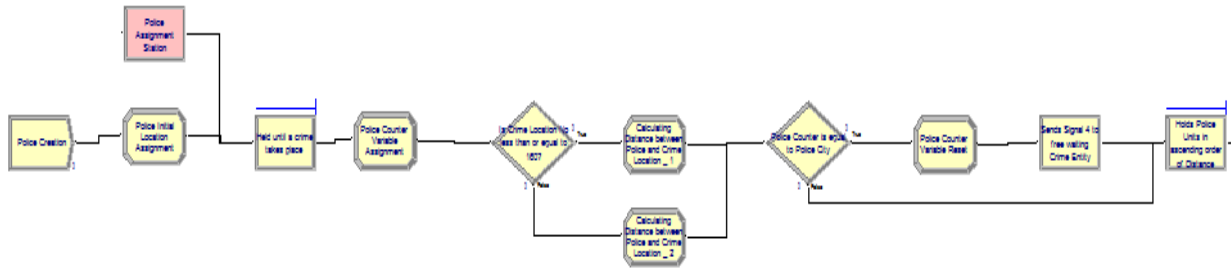 Police
Assignment
Station
Police Creation
Police Initial
Location
Assignment
Held until a crime
takes place
Police Counter
Variable
Assignment
Is Crime Location No
less than or equal to
160?
True
False
Calculating
Distance between
Police and Crime
Location _ 1
Calculating
Distance between
Police and Crime
Location _ 2
Police Counter is equal
to Police City
True
False
Police Counter
Variable Reset
Sends Signal 4 to
free waiting
Crime Entity
Holds Police
Units in
ascending order
of Distance